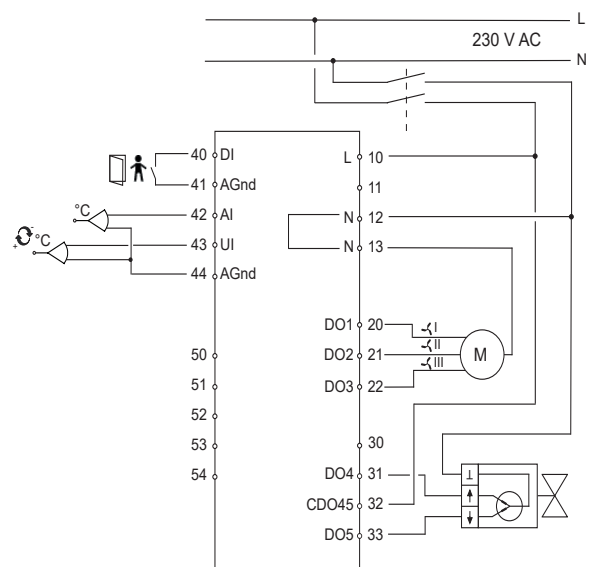 L
230 V AC
N
40 DI
L 10
41 AGnd
11
°C
42 AI
N 12
°C
43 UI
N 13
+
-
44 AGnd
DO1 20
I
II
50
DO2 21
M
III
51
DO3 22
52
53
30
54
DO4 31
CDO45 32
DO5 33